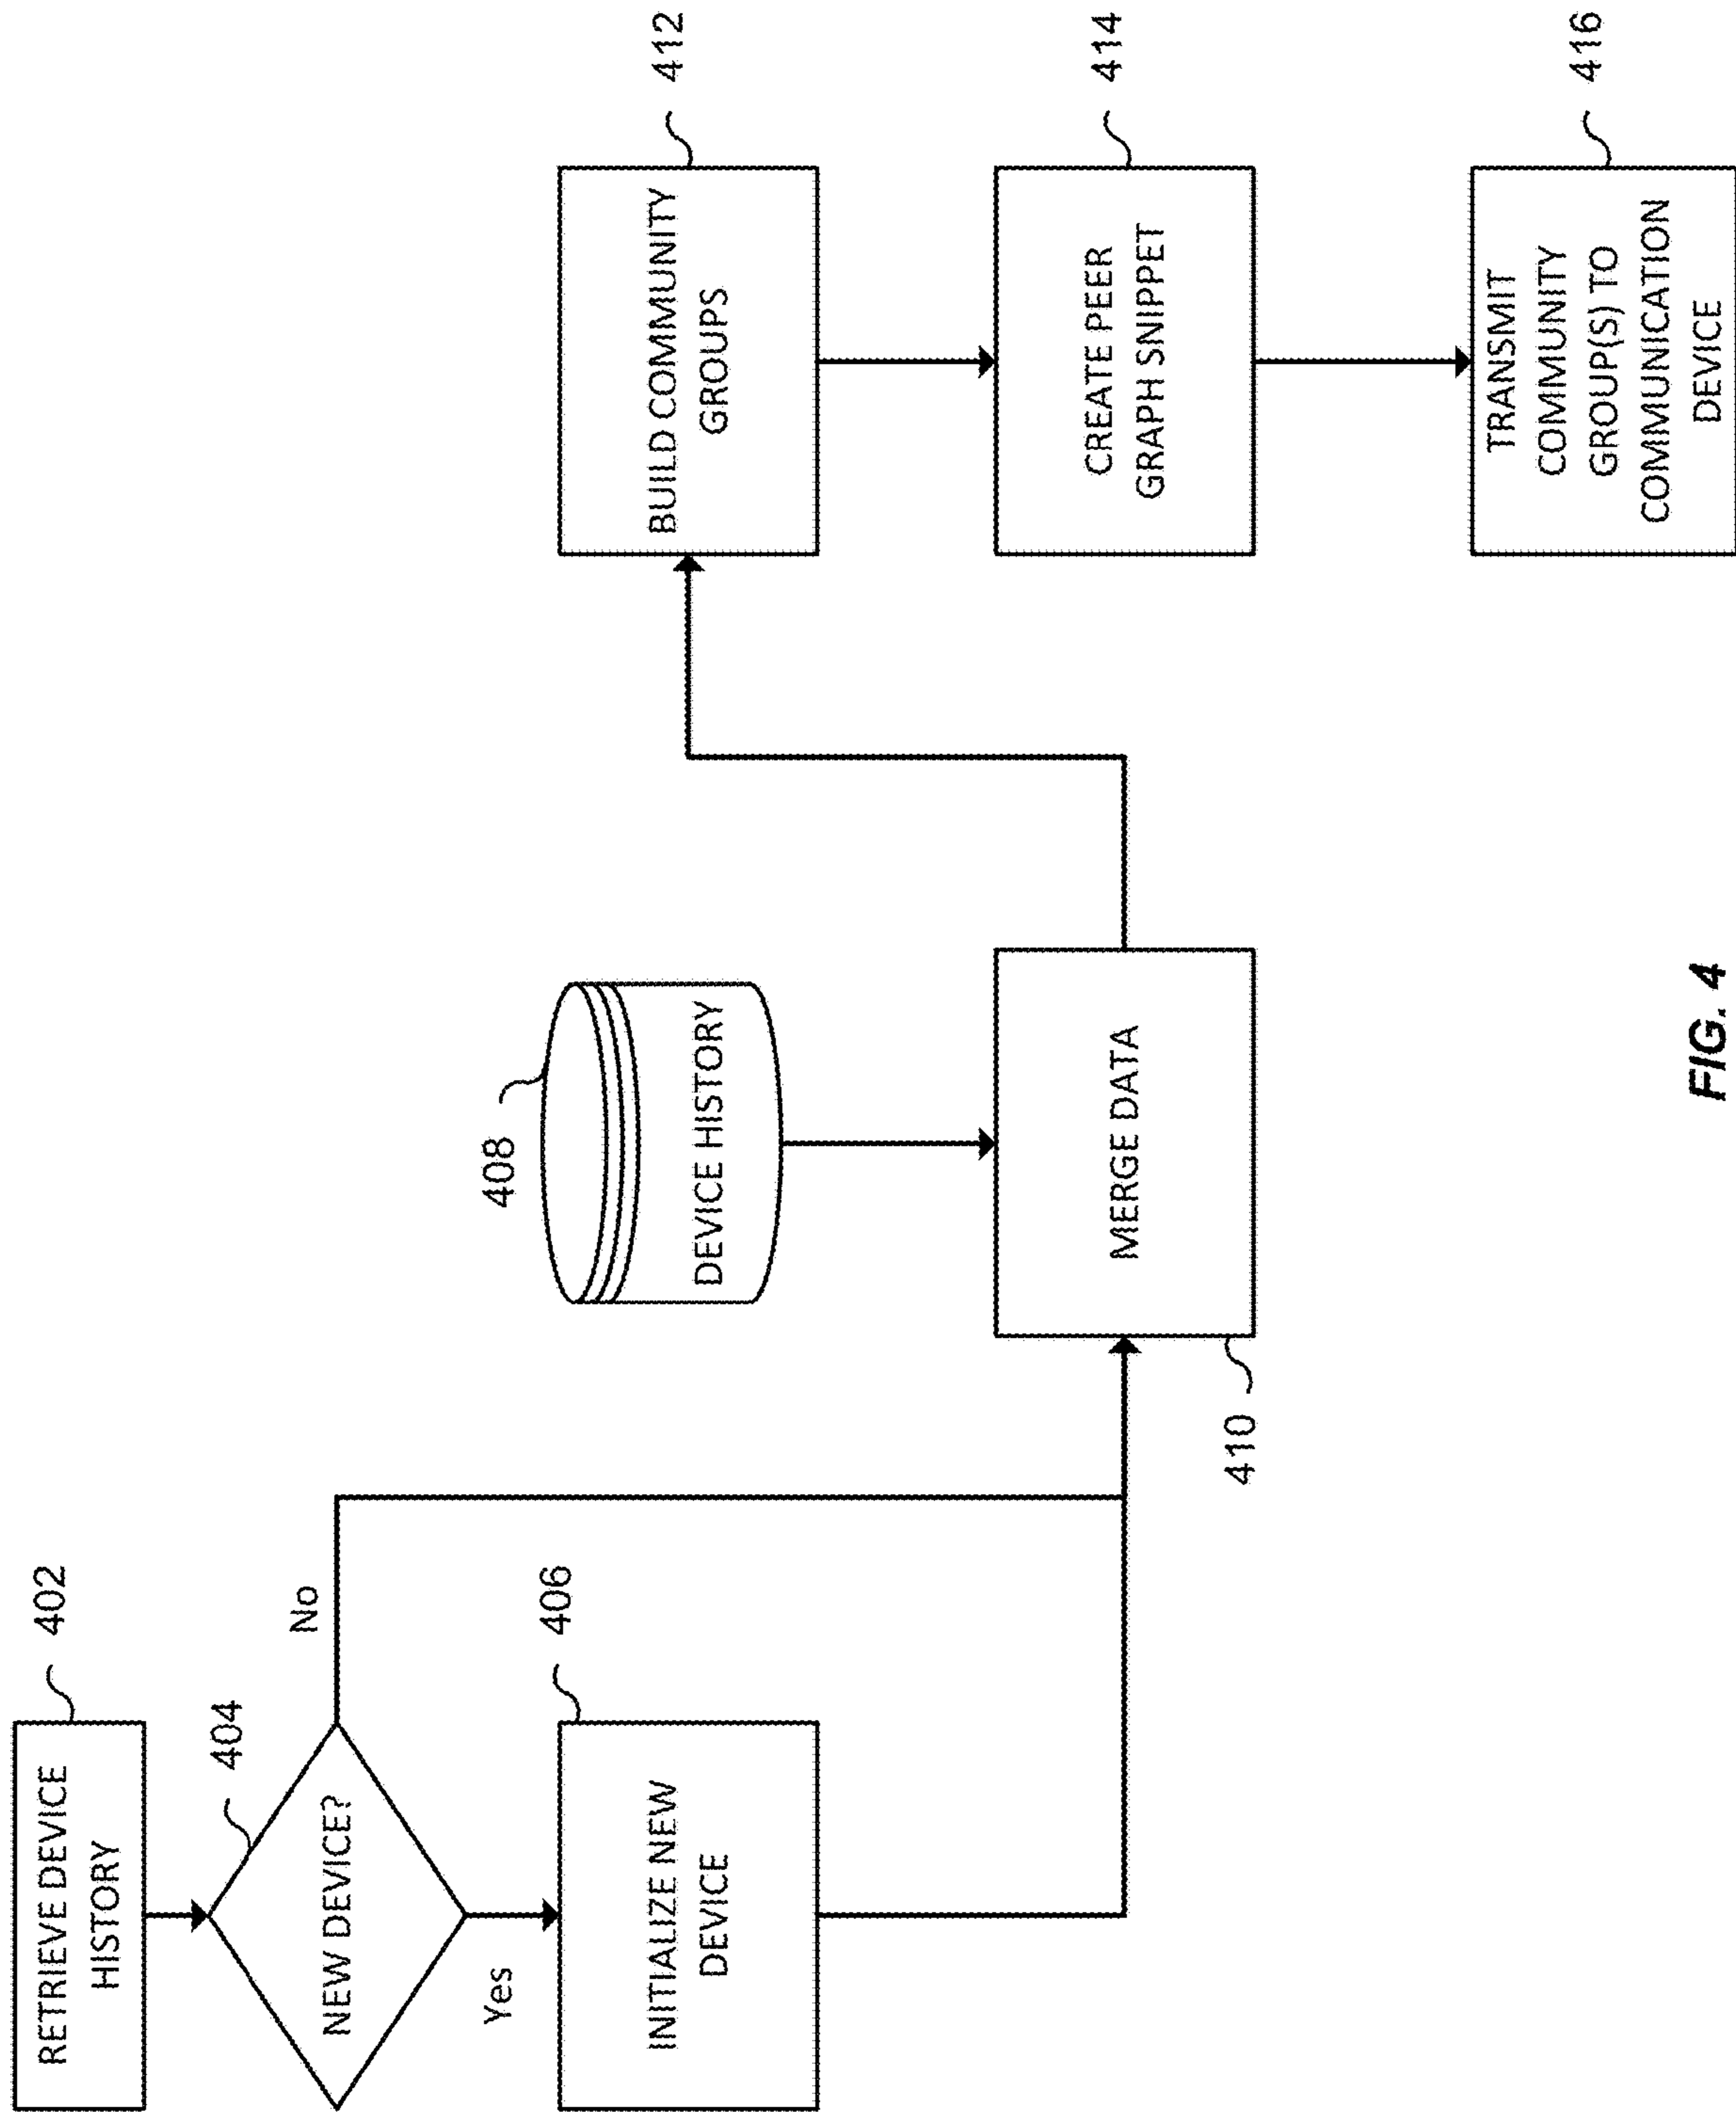 RETRIEVE DEVICE
HISTORY
402
NEW DEVICE?
404
No
Yes
INITIALIZE NEW
DEVICE
406
408
DEVICE HISTORY
MERGE DATA
410
BUILD COMMUNITY
GROUPS
412
CREATE PEER
GRAPH SNIPPET
414
TRANSMIT
COMMUNITY
GROUP(S) TO
COMMUNICATION
DEVICE
416
FIG. 4